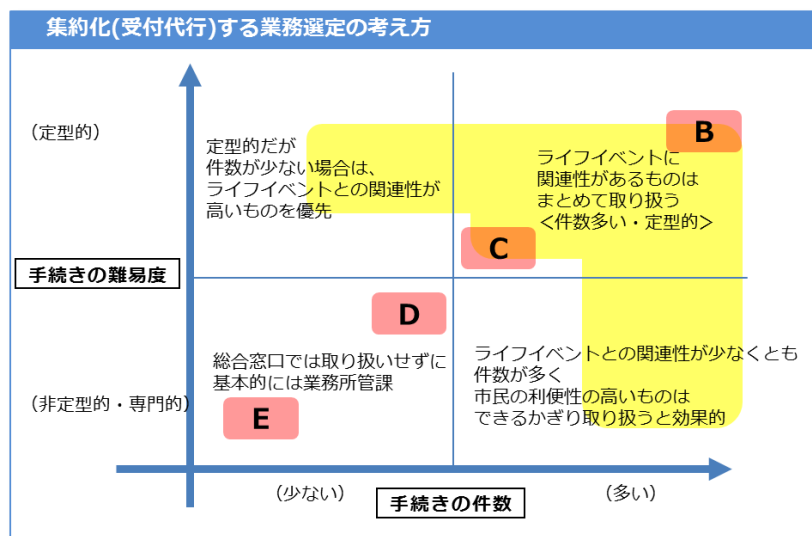 集約化(受付代行)する業務選定の考え方
（定型的）
定型的だが
件数が少ない場合は、
ライフイベントとの関連性が
高いものを優先
B
ライフイベントに
関連性があるものは
まとめて取り扱う
＜件数多い・定型的＞
C
手続きの難易度
D
総合窓口では取り扱いせずに
基本的には業務所管課
ライフイベントとの関連性が少なくとも
件数が多く
市民の利便性の高いものは
できるかぎり取り扱うと効果的
（非定型的・専門的）
E
（少ない）
手続きの件数
（多い）